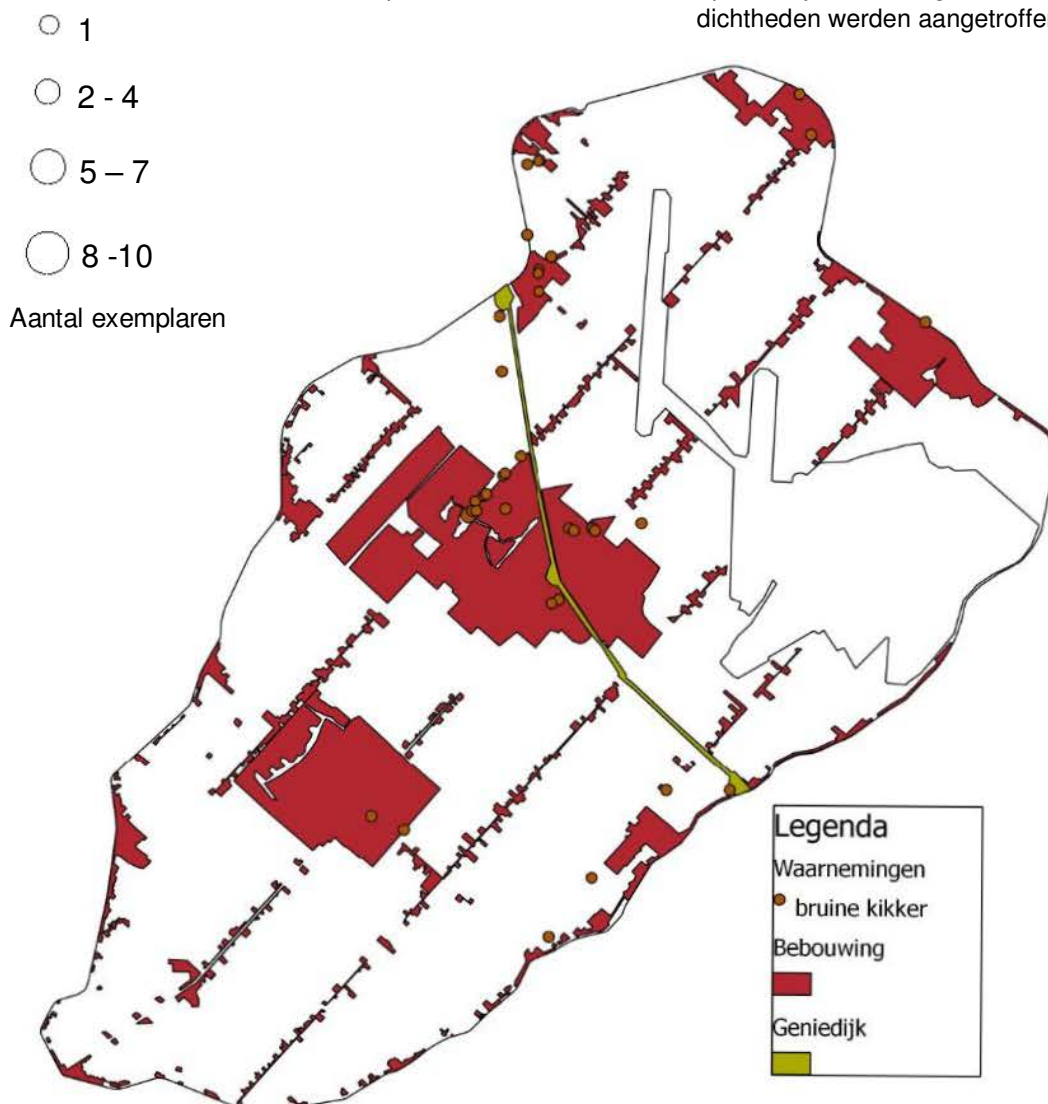 dichtheden werden aangetroffe
1
2 - 4
5 – 7
8 -10
Aantal exemplaren
Legenda
Waarnemingen
bruine kikker
Bebouwing
Geniedijk